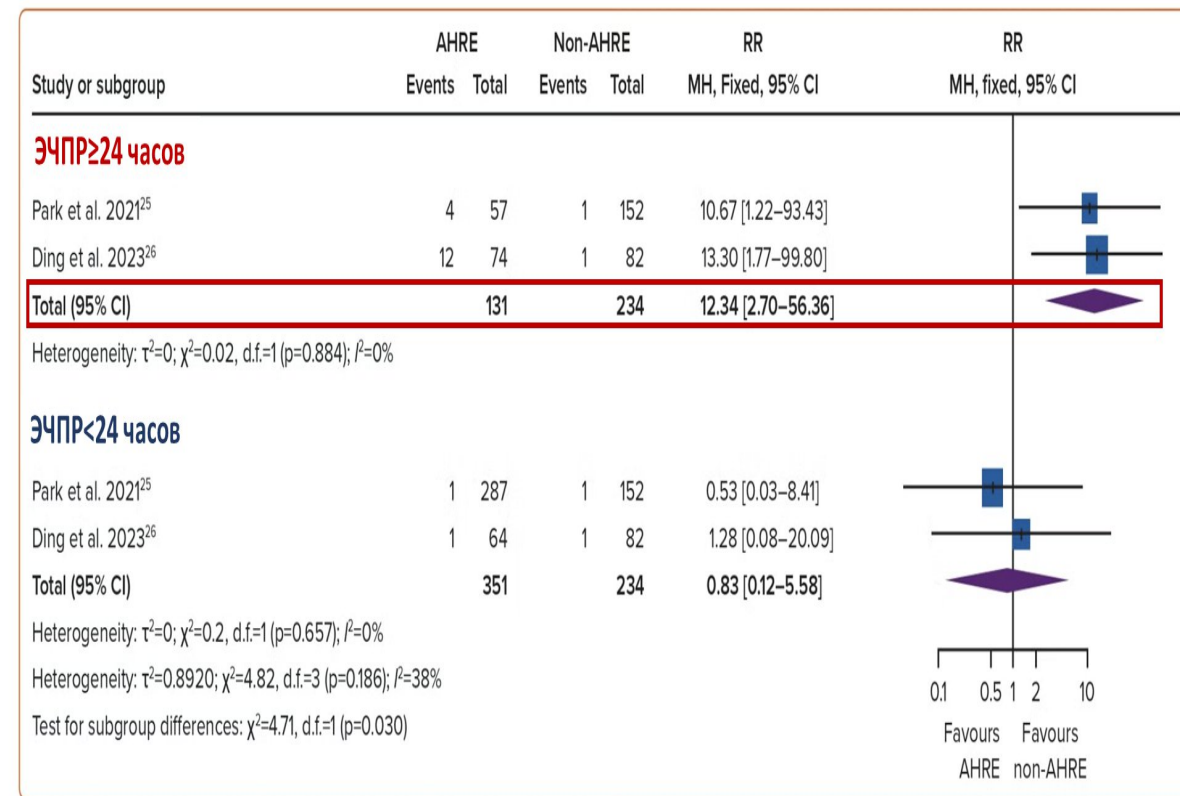 AHRE Non-AHRE RR RR
Study or subgroup Events Total Events Total MH, Fixed, 95% CI MH, fixed, 95% CI
ЭЧПР≥24 часов
Park et al. 2021²⁵ 4 57 1 152 10.67 [1.22–93.43]
Ding et al. 2023²⁶ 12 74 1 82 13.30 [1.77–99.80]
Total (95% CI) 131 234 12.34 [2.70–56.36]
Heterogeneity: τ²=0; χ²=0.02, d.f.=1 (p=0.884); I²=0%
ЭЧПР<24 часов
Park et al. 2021²⁵ 1 287 1 152 0.53 [0.03–8.41]
Ding et al. 2023²⁶ 1 64 1 82 1.28 [0.08–20.09]
Total (95% CI) 351 234 0.83 [0.12–5.58]
Heterogeneity: τ²=0; χ²=0.2, d.f.=1 (p=0.657); I²=0%
Heterogeneity: τ²=0.8920; χ²=4.82, d.f.=3 (p=0.186); I²=38%
Test for subgroup differences: χ²=4.71, d.f.=1 (p=0.030)
0.1 0.5 1 2 10
Favours Favours
AHRE non-AHRE